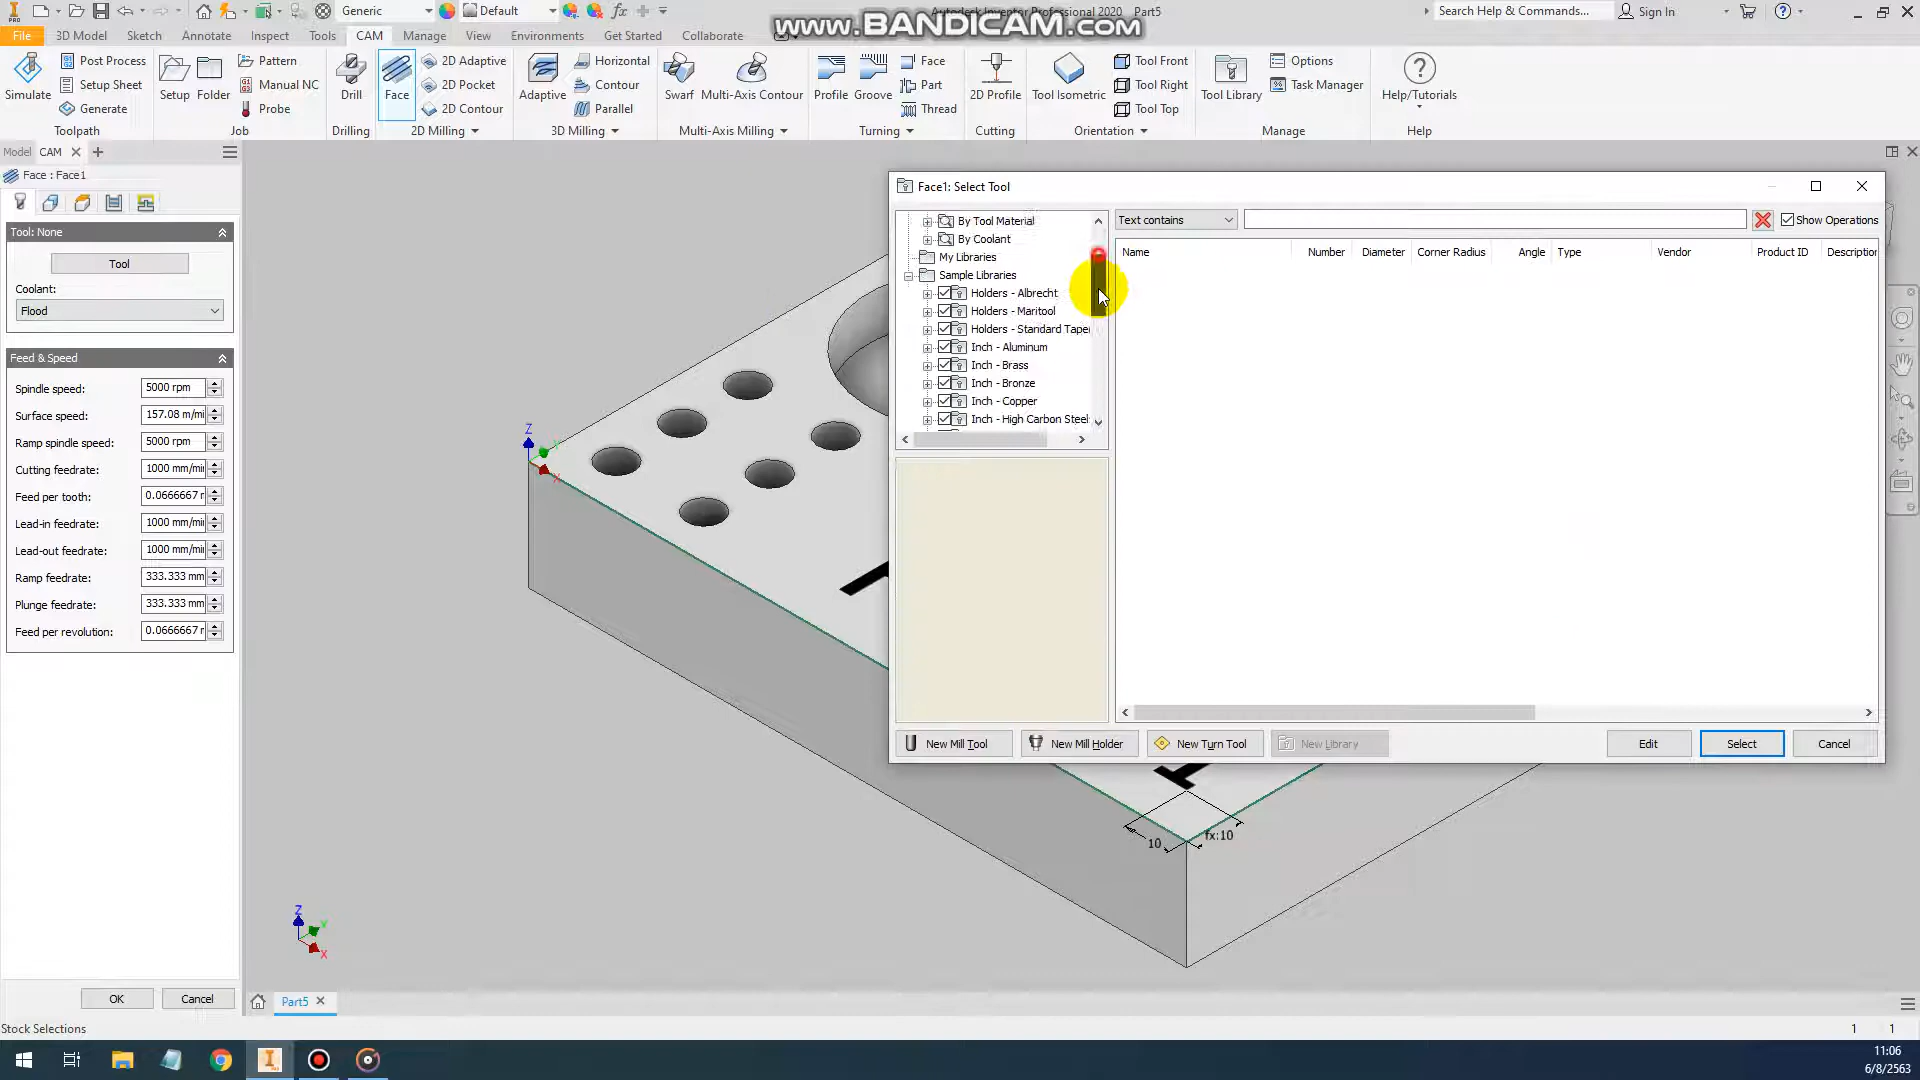 Generic
Default
Autodesk Inventor Professional 2020 Part5
www.BANDICAM.com
Search Help & Commands...
Sign In
File 3D Model Sketch Annotate Inspect Tools CAM Manage View Environments Get Started Collaborate
Simulate
Post Process
Setup Sheet
Generate
Toolpath
Setup
Folder
Pattern
Manual NC
Probe
Job
Drill
Drilling
Face
2D Adaptive
2D Pocket
2D Contour
2D Milling
Adaptive
Horizontal
Contour
Parallel
3D Milling
Swarf
Multi-Axis Contour
Multi-Axis Milling
Profile
Groove
Face
Part
Thread
Turning
2D Profile
Cutting
Tool Isometric
Tool Front
Tool Right
Tool Top
Orientation
Tool Library
Options
Task Manager
Manage
Help/Tutorials
Help
Model CAM
Face : Face1
Tool: None
Tool
Coolant:
Flood
Feed & Speed
Spindle speed: 5000 rpm
Surface speed: 157.08 m/mi
Ramp spindle speed: 5000 rpm
Cutting feedrate: 1000 mm/mi
Feed per tooth: 0.0666667 r
Lead-in feedrate: 1000 mm/mi
Lead-out feedrate: 1000 mm/mi
Ramp feedrate: 333.333 mm
Plunge feedrate: 333.333 mm
Feed per revolution: 0.0666667 r
OK Cancel
Face1: Select Tool
By Tool Material
By Coolant
My Libraries
Sample Libraries
Holders - Albrecht
Holders - Maritool
Holders - Standard Taper
Inch - Aluminum
Inch - Brass
Inch - Bronze
Inch - Copper
Inch - High Carbon Steel
Text contains
Show Operations
Name Number Diameter Corner Radius Angle Type Vendor Product ID Description
New Mill Tool New Mill Holder New Turn Tool New Library Edit Select Cancel
Z
X
10
fx:10
Z
Y
X
Part5
Stock Selections
1 1
11:06
6/8/2563